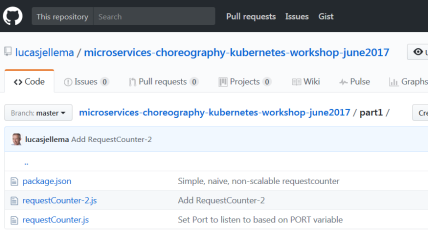 This repository Search Pull requests Issues Gist
lucasjellema / microservices-choreography-kubernetes-workshop-june2017
Code Issues 0 Pull requests 0 Projects 0 Wiki Pulse Graphs
Branch: master microservices-choreography-kubernetes-workshop-june2017 / part1 /
lucasjellema Add RequestCounter-2
..
package.json Simple, naive, non-scalable requestcounter
requestCounter-2.js Add RequestCounter-2
requestCounter.js Set Port to listen to based on PORT variable